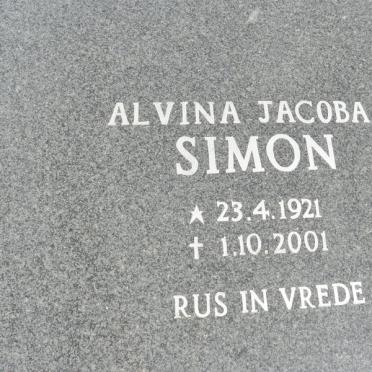 ALVINA JACOBA
SIMON
★ 23.4.1921
† 1.10.2001
RUS IN VREDE